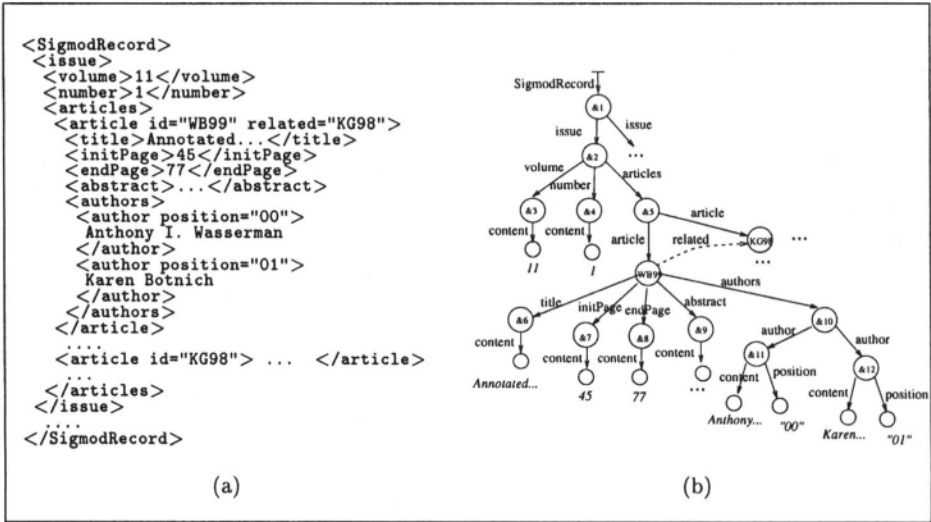 <SigmodRecord>
<issue>
<volume>11</volume>
<number>1</number>
<articles>
<article id="WB99" related="KG98">
<title>Annotated...</title>
<initPage>45</initPage>
<endPage>77</endPage>
<abstract>...</abstract>
<authors>
<author position="00">
Anthony I. Wasserman
</author>
<author position="01">
Karen Botnich
</author>
</authors>
</article>
....
<article id="KG98"> ... </article>
...
</articles>
</issue>
....
</SigmodRecord>
(a)
SigmodRecord
&1
issue issue
&2 ...
volume number articles
&3 &4 &5 article
content content article related KG98 ...
11 1 ...
WB99 authors
title initPage endPage abstract
&6 &7 &8 &9 &10
content content content content author author
&11 &12
Annotated... 45 77 ... content position content position
Anthony... "00" Karen... "01"
(b)